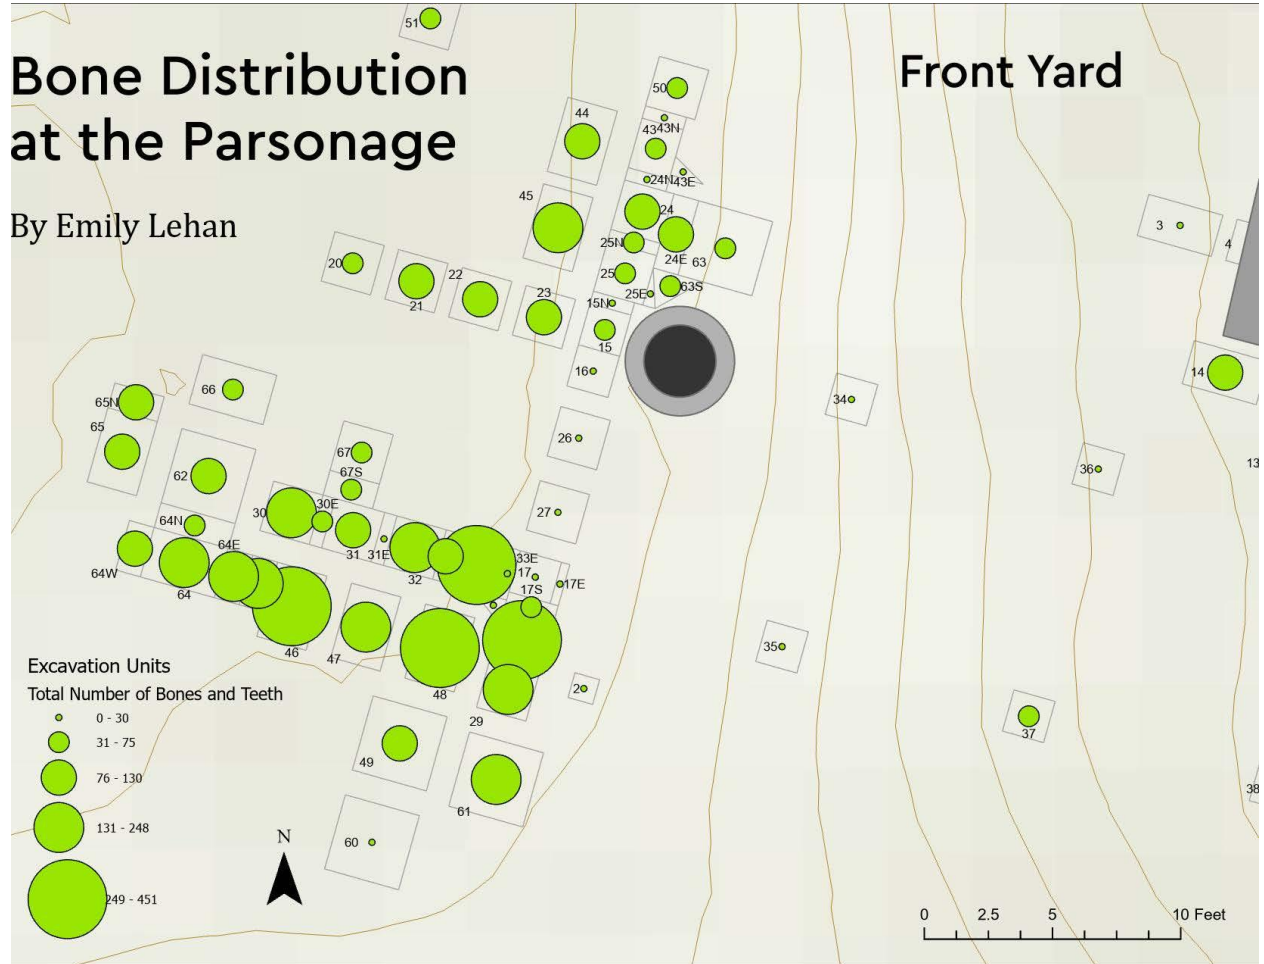 51
Bone Distribution
at the Parsonage
By Emily Lehan
Front Yard
50
44
43
43N
24N
43E
45
24
25N
24E
63
3
4
20
21
22
23
25
25E
63S
15N
15
16
14
34
65N
66
65
26
67
36
13
62
67S
30
30E
27
64N
31
31E
32
33E
17
17E
17S
64E
64W
64
46
47
48
35
2
29
37
49
61
38
60
Excavation Units
Total Number of Bones and Teeth
0 - 30
31 - 75
76 - 130
131 - 248
249 - 451
N
0 2.5 5 10 Feet